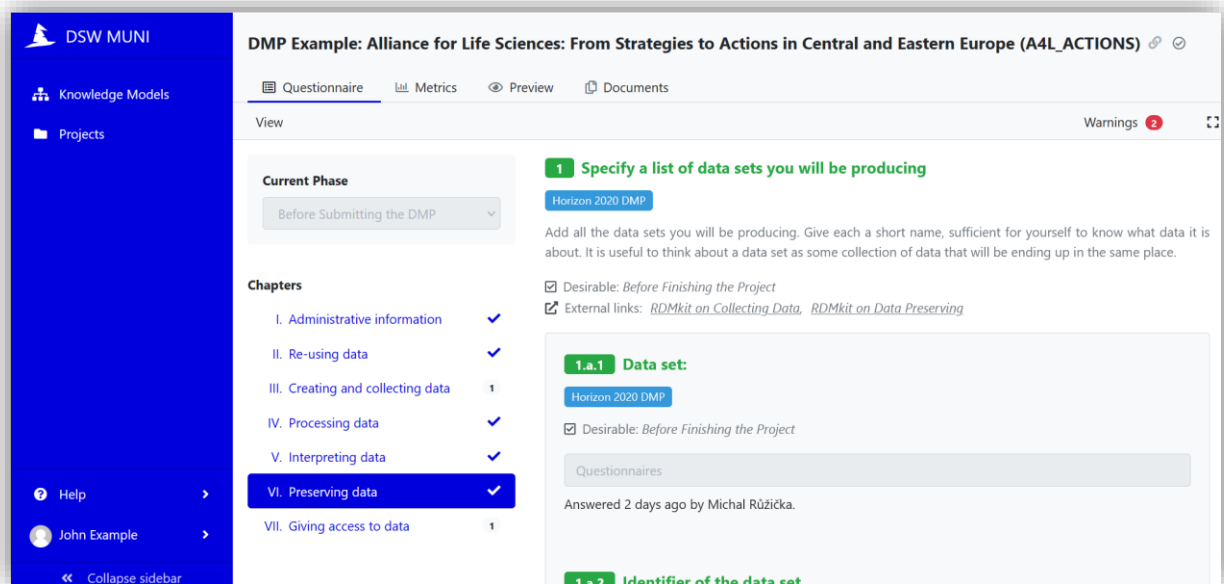 DSW MUNI
Knowledge Models
Projects
Help
John Example
Collapse sidebar
DMP Example: Alliance for Life Sciences: From Strategies to Actions in Central and Eastern Europe (A4L_ACTIONS)
Questionnaire Metrics Preview Documents
View Warnings 2
Current Phase
Before Submitting the DMP
Chapters
I. Administrative information
II. Re-using data
III. Creating and collecting data 1
IV. Processing data
V. Interpreting data
VI. Preserving data
VII. Giving access to data 1
1 Specify a list of data sets you will be producing
Horizon 2020 DMP
Add all the data sets you will be producing. Give each a short name, sufficient for yourself to know what data it is
about. It is useful to think about a data set as some collection of data that will be ending up in the same place.
Desirable: Before Finishing the Project
External links: RDMkit on Collecting Data, RDMkit on Data Preserving
1.a.1 Data set:
Horizon 2020 DMP
Desirable: Before Finishing the Project
Questionnaires
Answered 2 days ago by Michal Růžička.
1.a.2 Identifier of the data set